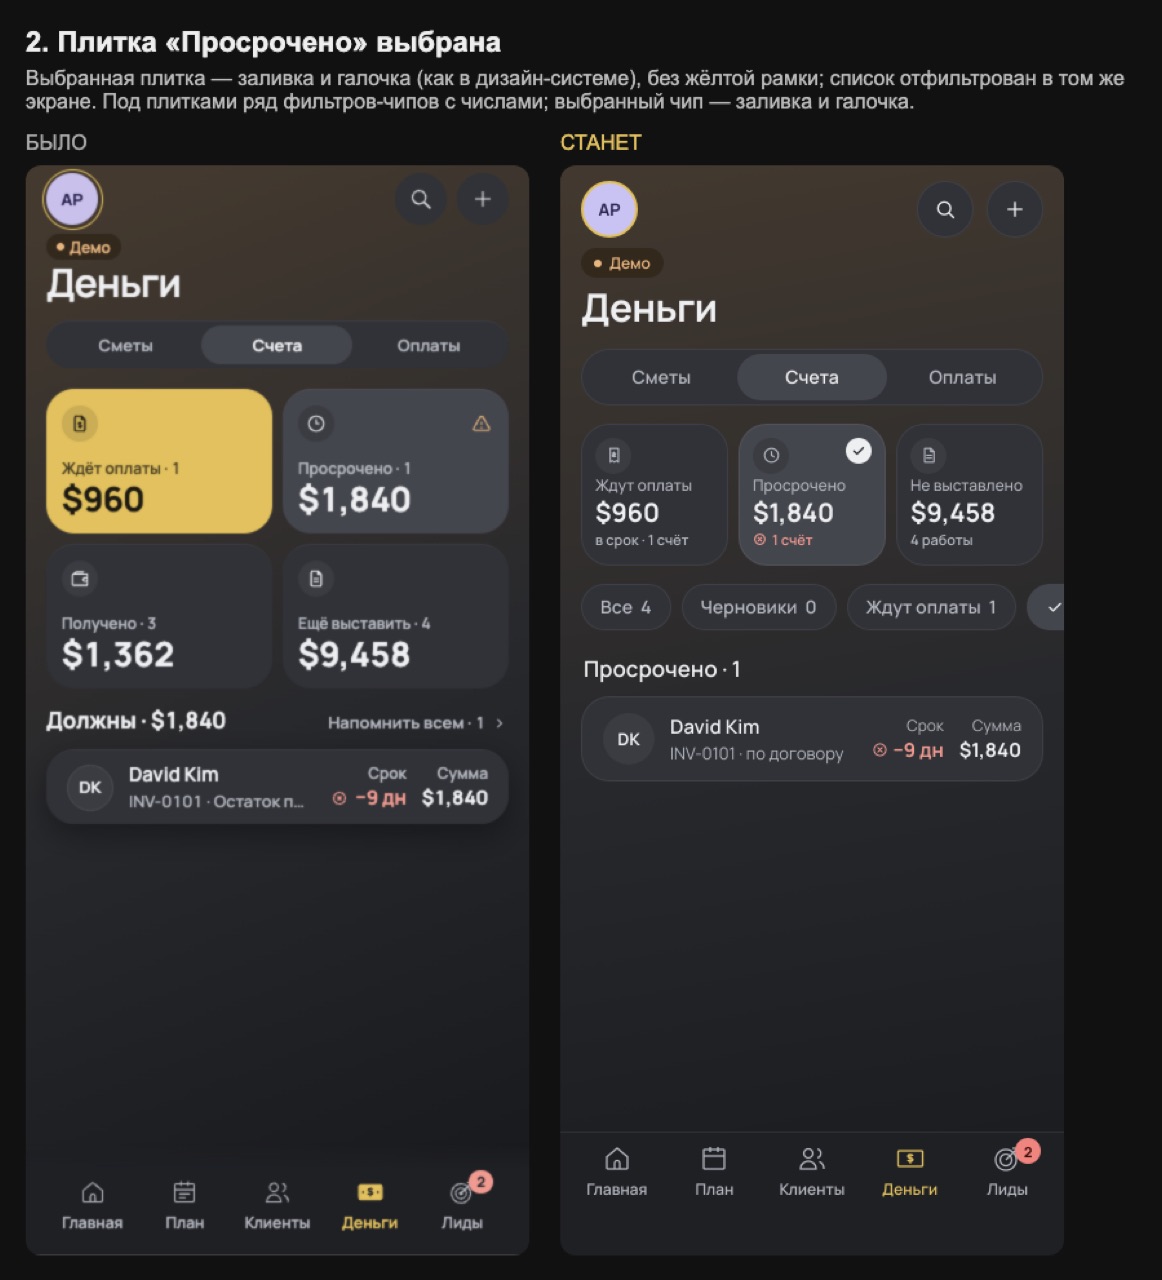 2. Плитка «Просрочено» выбрана
Выбранная плитка — заливка и галочка (как в дизайн-системе), без жёлтой рамки; список отфильтрован в том же
экране. Под плитками ряд фильтров-чипов с числами; выбранный чип — заливка и галочка.
БЫЛО
AP
Демо
Деньги
Сметы Счета Оплаты
Ждёт оплаты · 1
$960
Просрочено · 1
$1,840
Получено · 3
$1,362
Ещё выставить · 4
$9,458
Должны · $1,840
Напомнить всем · 1 >
DK
David Kim
INV-0101 · Остаток п...
Срок
−9 дн
Сумма
$1,840
Главная План Клиенты Деньги Лиды
2
СТАНЕТ
AP
Демо
Деньги
Сметы Счета Оплаты
Ждут оплаты
$960
в срок · 1 счёт
Просрочено
$1,840
1 счёт
Не выставлено
$9,458
4 работы
Все 4 Черновики 0 Ждут оплаты 1
Просрочено · 1
DK
David Kim
INV-0101 · по договору
Срок
−9 дн
Сумма
$1,840
Главная План Клиенты Деньги Лиды
2